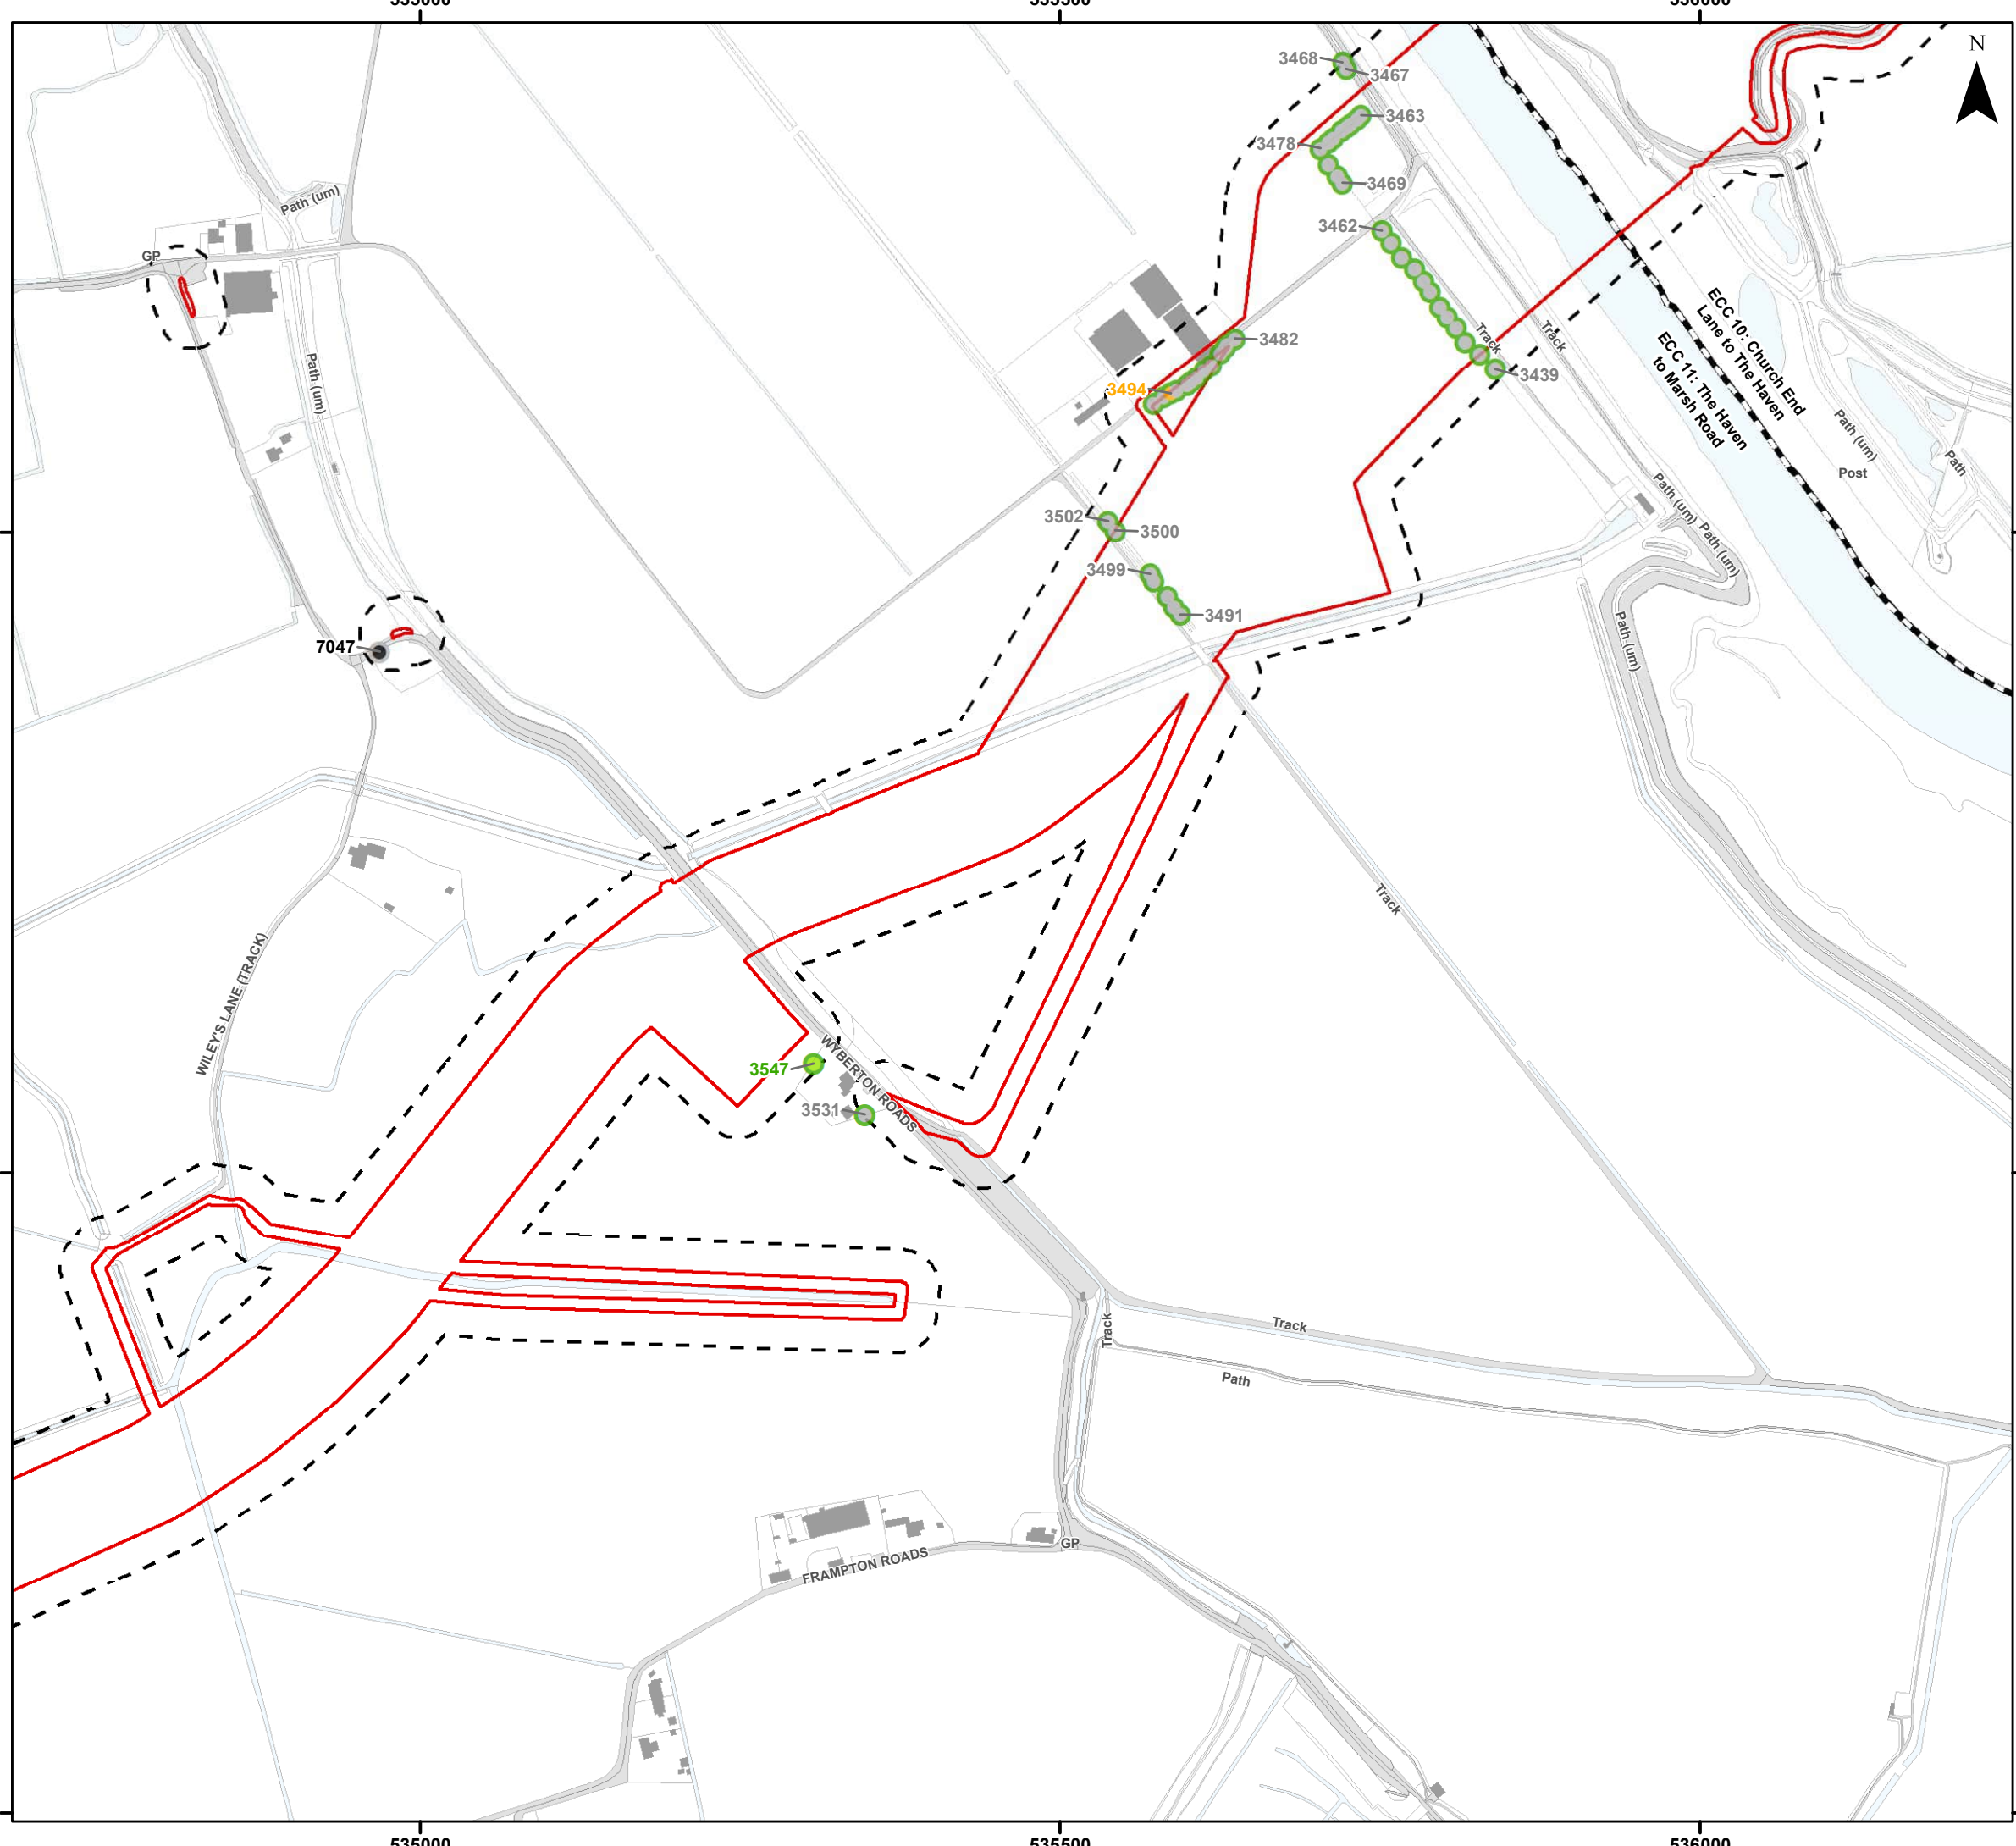 535000
535500
536000
N
3468
3467
3463
3478
3469
3462
Path (um)
GP
Path (um)
3482
3494
3439
Track
Track
ECC 10: Church End
Lane to The Haven
ECC 11: The Haven
to Marsh Road
Path (um)
Path
Post
3502
3500
3499
3491
Path (um)
Path (um)
Path (um)
7047
Track
WILEY'S LANE (TRACK)
WYBERTON ROADS
3547
3531
Track
Track
Path
GP
FRAMPTON ROADS
535000
535500
536000